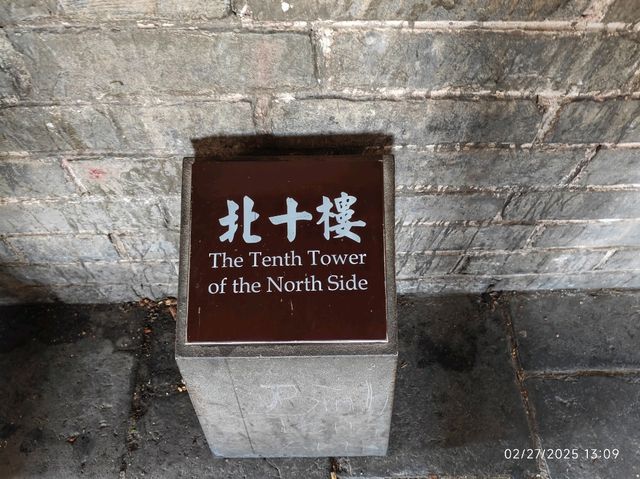 北十樓
The Tenth Tower
of the North Side
02/27/2025 13:09